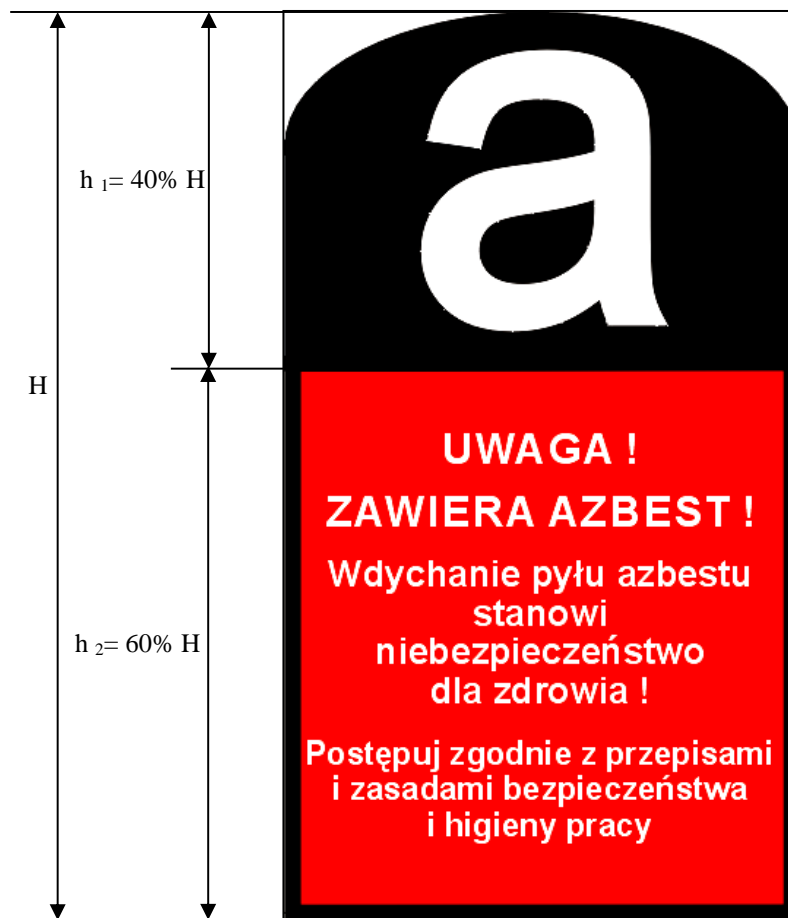 a
h 1= 40% H
H
UWAGA !
ZAWIERA AZBEST !
Wdychanie pyłu azbestu
stanowi
niebezpieczeństwo
dla zdrowia !
h 2= 60% H
Postępuj zgodnie z przepisami
i zasadami bezpieczeństwa
i higieny pracy